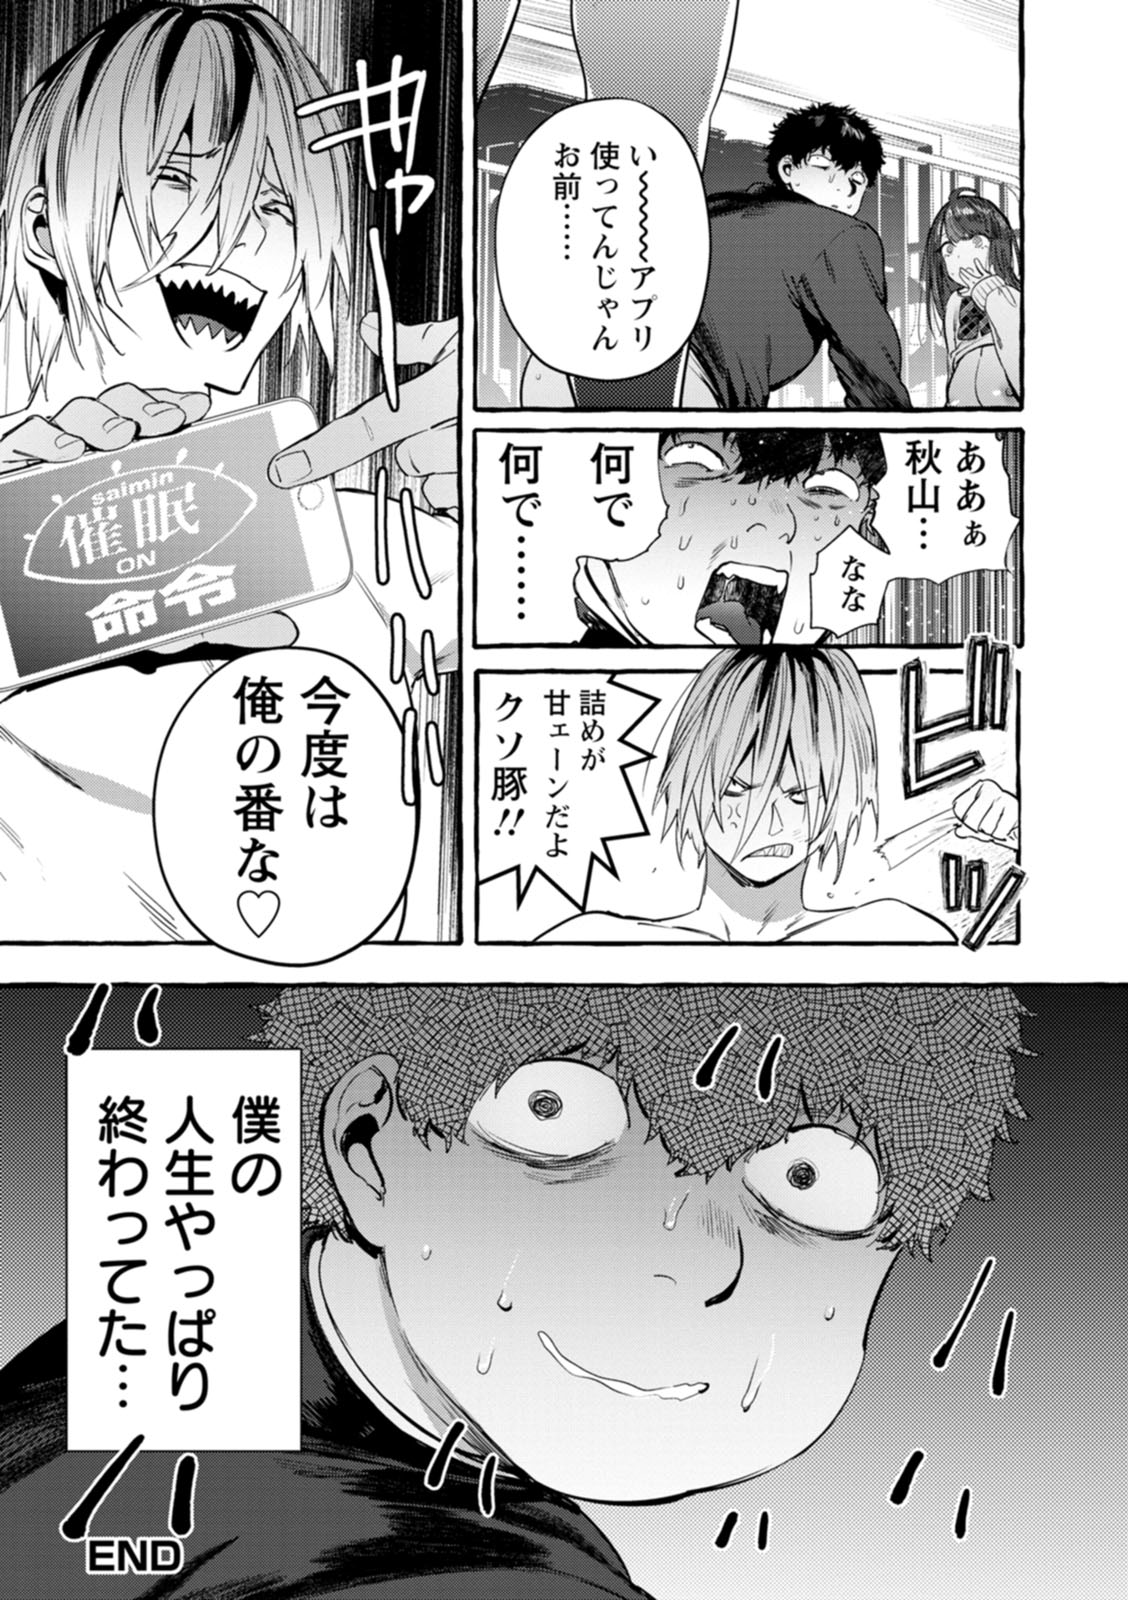 い～～～アプリ
使ってんじゃん
お前……
ああぁ
秋山…
なな
何で
何で……
ビッ
詰めが
甘ェーンだよ
クソ豚!!
ギャ
saimin
催眠
ON
命令
今度は
俺の番な♡
僕の
人生やっぱり
終わってた…
END